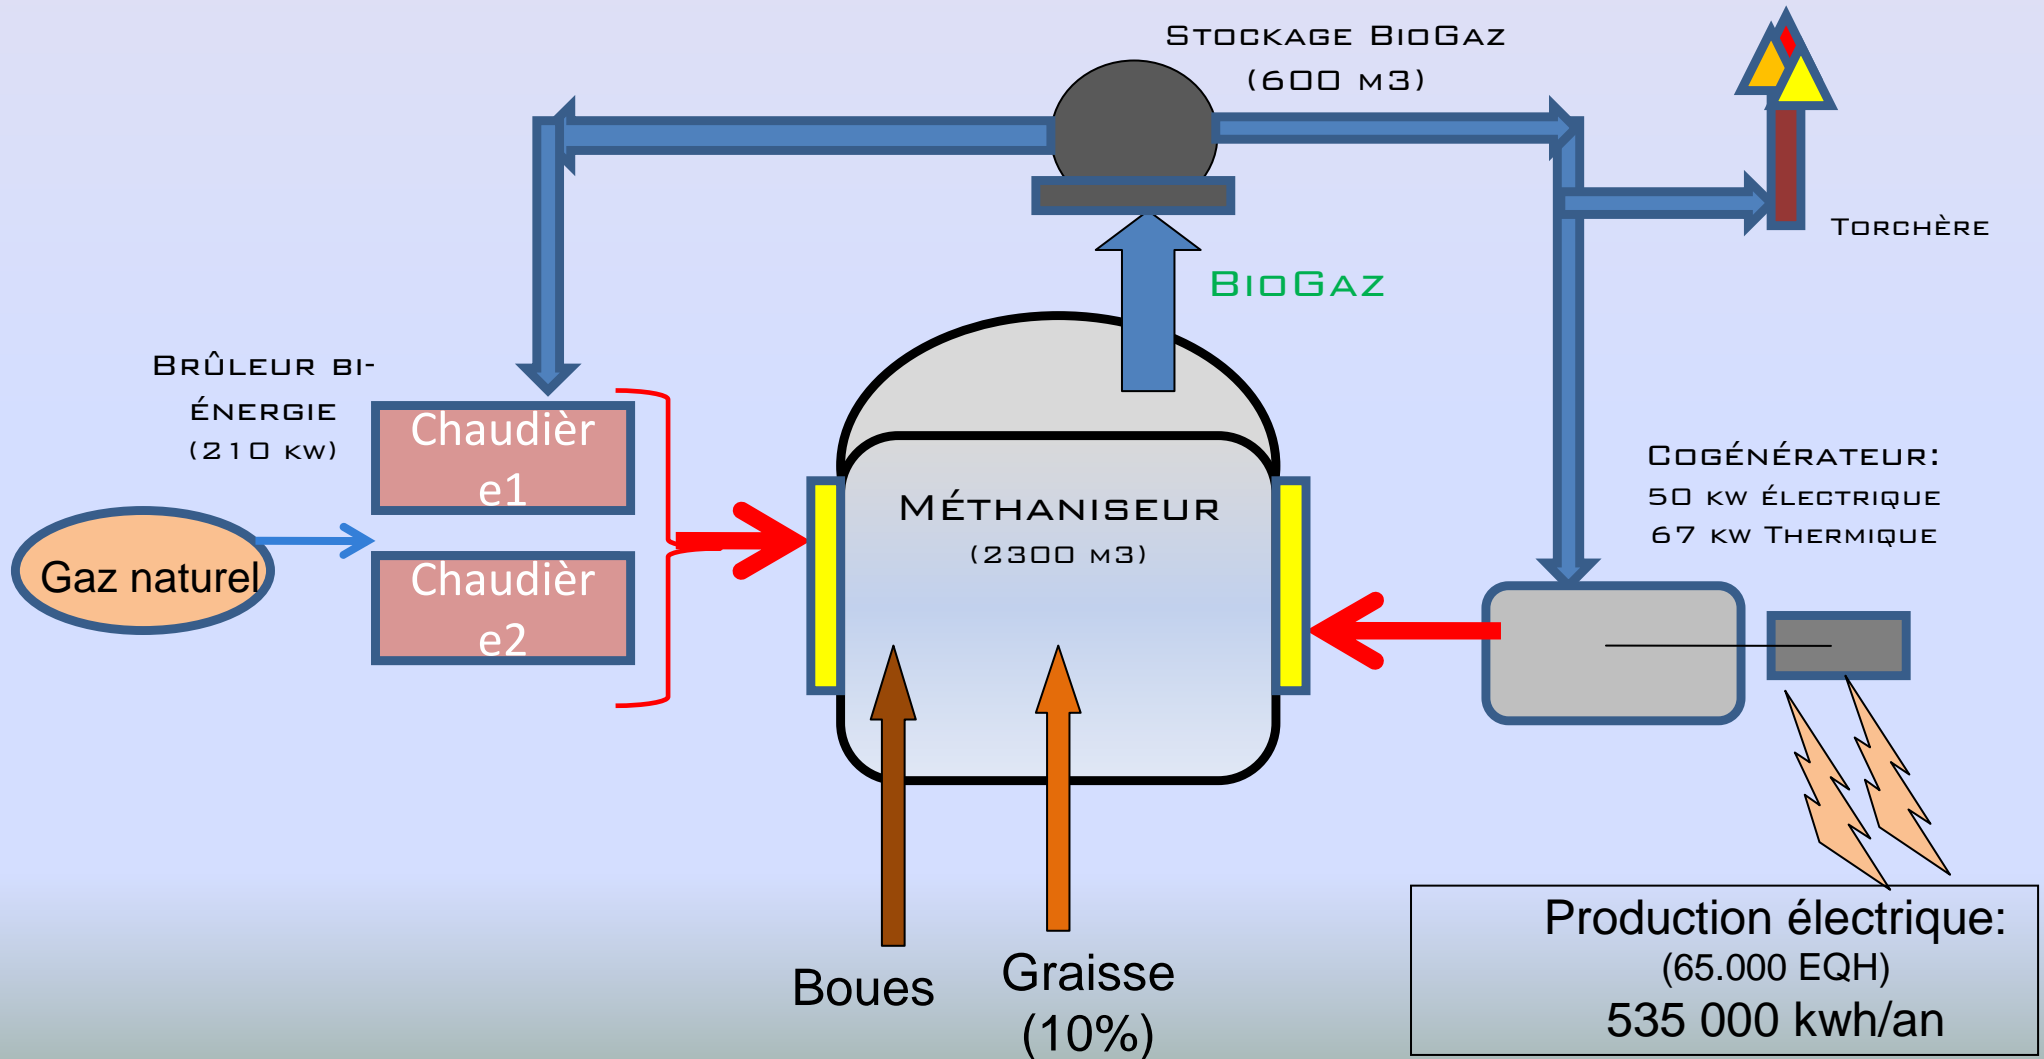 Stockage BioGaz
(600 m3)
Torchère
BioGaz
Brûleur bi-
énergie
(210 kw)
Chaudièr
e1
Gaz naturel
Chaudièr
e2
Méthaniseur
(2300 m3)
Cogénérateur:
50 kw électrique
67 kw Thermique
Boues
Graisse
(10%)
Production électrique:
(65.000 EQH)
535 000 kwh/an